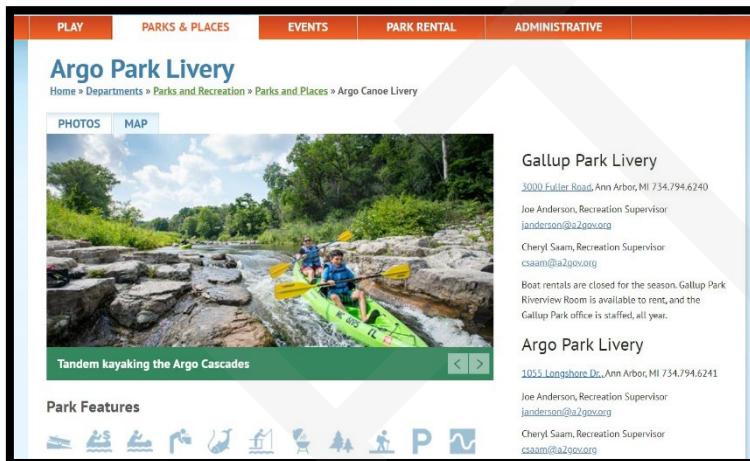 PLAY PARKS & PLACES EVENTS PARK RENTAL ADMINISTRATIVE
Argo Park Livery
Home » Departments » Parks and Recreation » Parks and Places » Argo Canoe Livery
PHOTOS MAP
Tandem kayaking the Argo Cascades
Park Features
P
Gallup Park Livery
3000 Fuller Road, Ann Arbor, MI 734.794.6240
Joe Anderson, Recreation Supervisor
janderson@a2gov.org
Cheryl Saam, Recreation Supervisor
csaam@a2gov.org
Boat rentals are closed for the season. Gallup Park
Riverview Room is available to rent, and the
Gallup Park office is staffed, all year.
Argo Park Livery
1055 Longshore Dr., Ann Arbor, MI 734.794.6241
Joe Anderson, Recreation Supervisor
janderson@a2gov.org
Cheryl Saam, Recreation Supervisor
csaam@a2gov.org